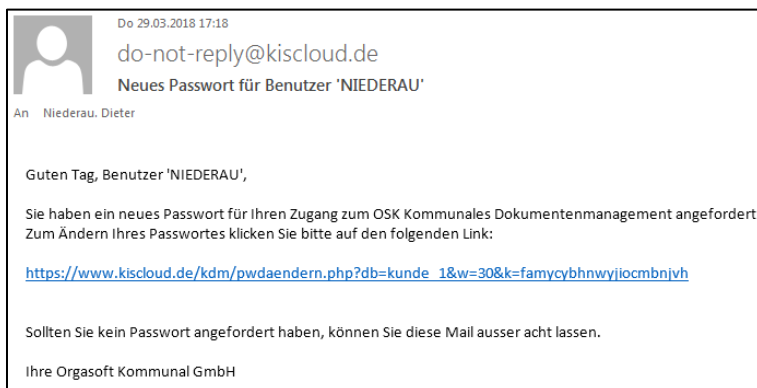 Do 29.03.2018 17:18
do-not-reply@kiscloud.de
Neues Passwort für Benutzer 'NIEDERAU'
An Niederau. Dieter
Guten Tag, Benutzer 'NIEDERAU',
Sie haben ein neues Passwort für Ihren Zugang zum OSK Kommunales Dokumentenmanagement angefordert
Zum Ändern Ihres Passwortes klicken Sie bitte auf den folgenden Link:
https://www.kiscloud.de/kdm/pwdaendern.php?db=kunde_1&w=30&k=famycybhnwyjiocmbnjvh
Sollten Sie kein Passwort angefordert haben, können Sie diese Mail ausser acht lassen.
Ihre Orgasoft Kommunal GmbH